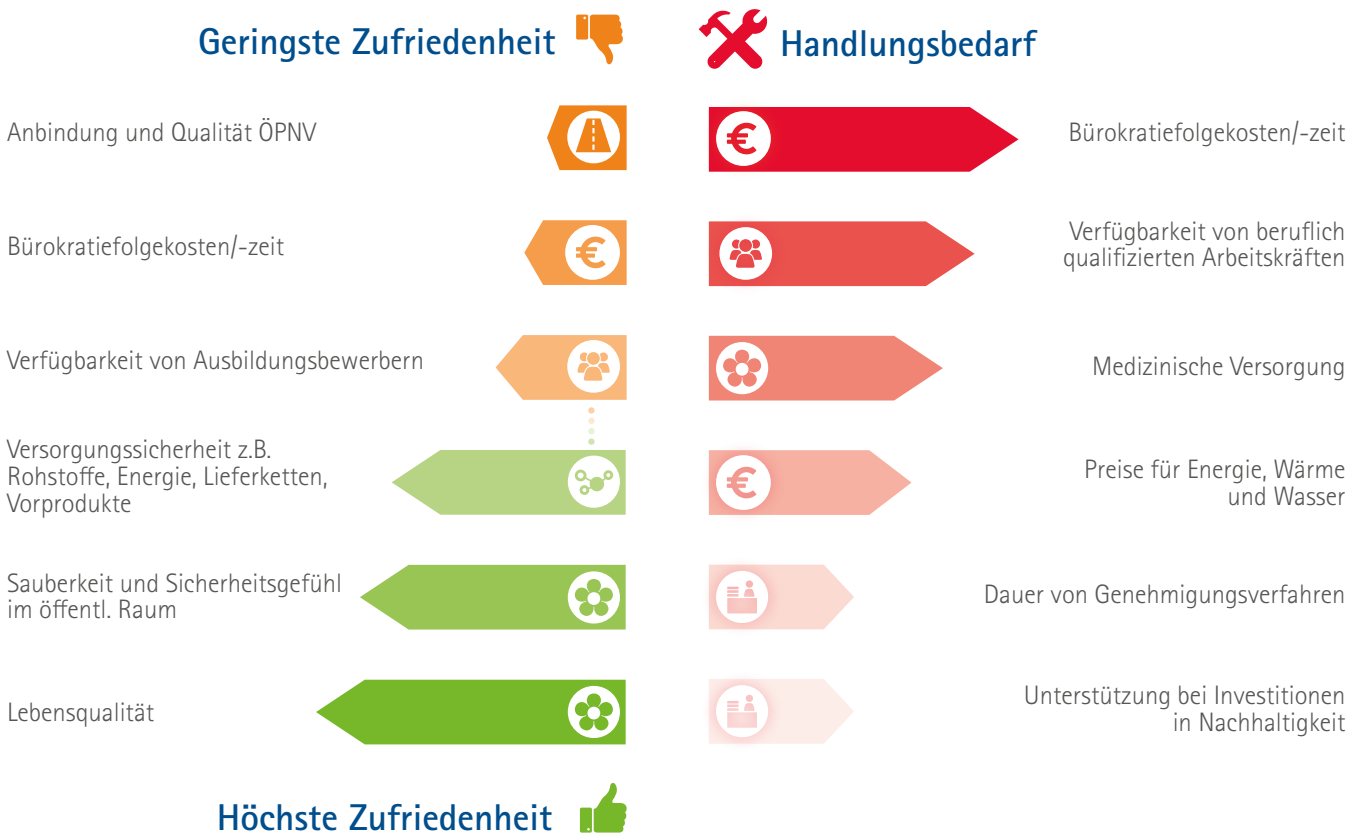 Geringste Zufriedenheit
Anbindung und Qualität ÖPNV
Bürokratiefolgekosten/-zeit
Verfügbarkeit von Ausbildungsbewerbern
Versorgungssicherheit z.B.
Rohstoffe, Energie, Lieferketten,
Vorprodukte
Sauberkeit und Sicherheitsgefühl
im öffentl. Raum
Lebensqualität
Höchste Zufriedenheit
Handlungsbedarf
€
€
€
Bürokratiefolgekosten/-zeit
Verfügbarkeit von beruflich
qualifizierten Arbeitskräften
Medizinische Versorgung
Preise für Energie, Wärme
und Wasser
Dauer von Genehmigungsverfahren
Unterstützung bei Investitionen
in Nachhaltigkeit